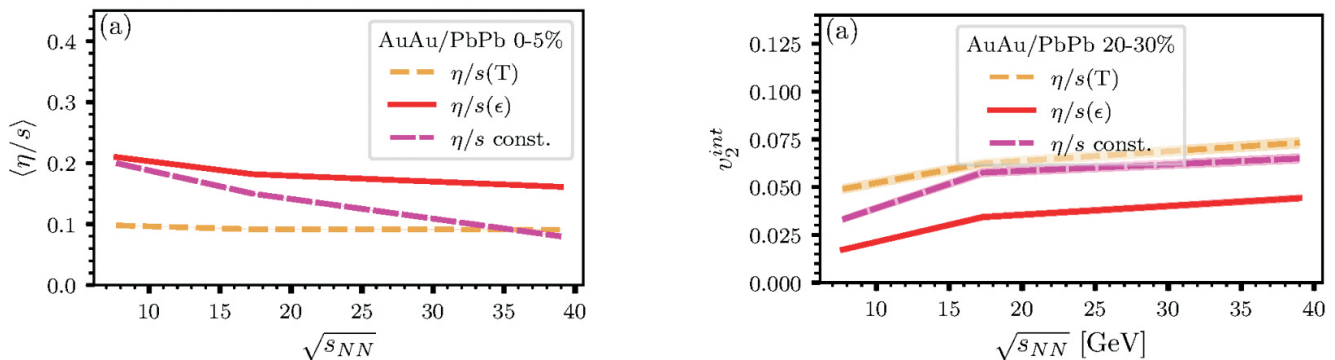 (a)
AuAu/PbPb 0-5%
η/s(T)
η/s(ϵ)
η/s const.
⟨η/s⟩
0.4
0.3
0.2
0.1
0.0
10 15 20 25 30 35 40
√sNN
(a)
AuAu/PbPb 20-30%
η/s(T)
η/s(ϵ)
η/s const.
v₂^int
0.125
0.100
0.075
0.050
0.025
0.000
10 15 20 25 30 35 40
√sNN [GeV]